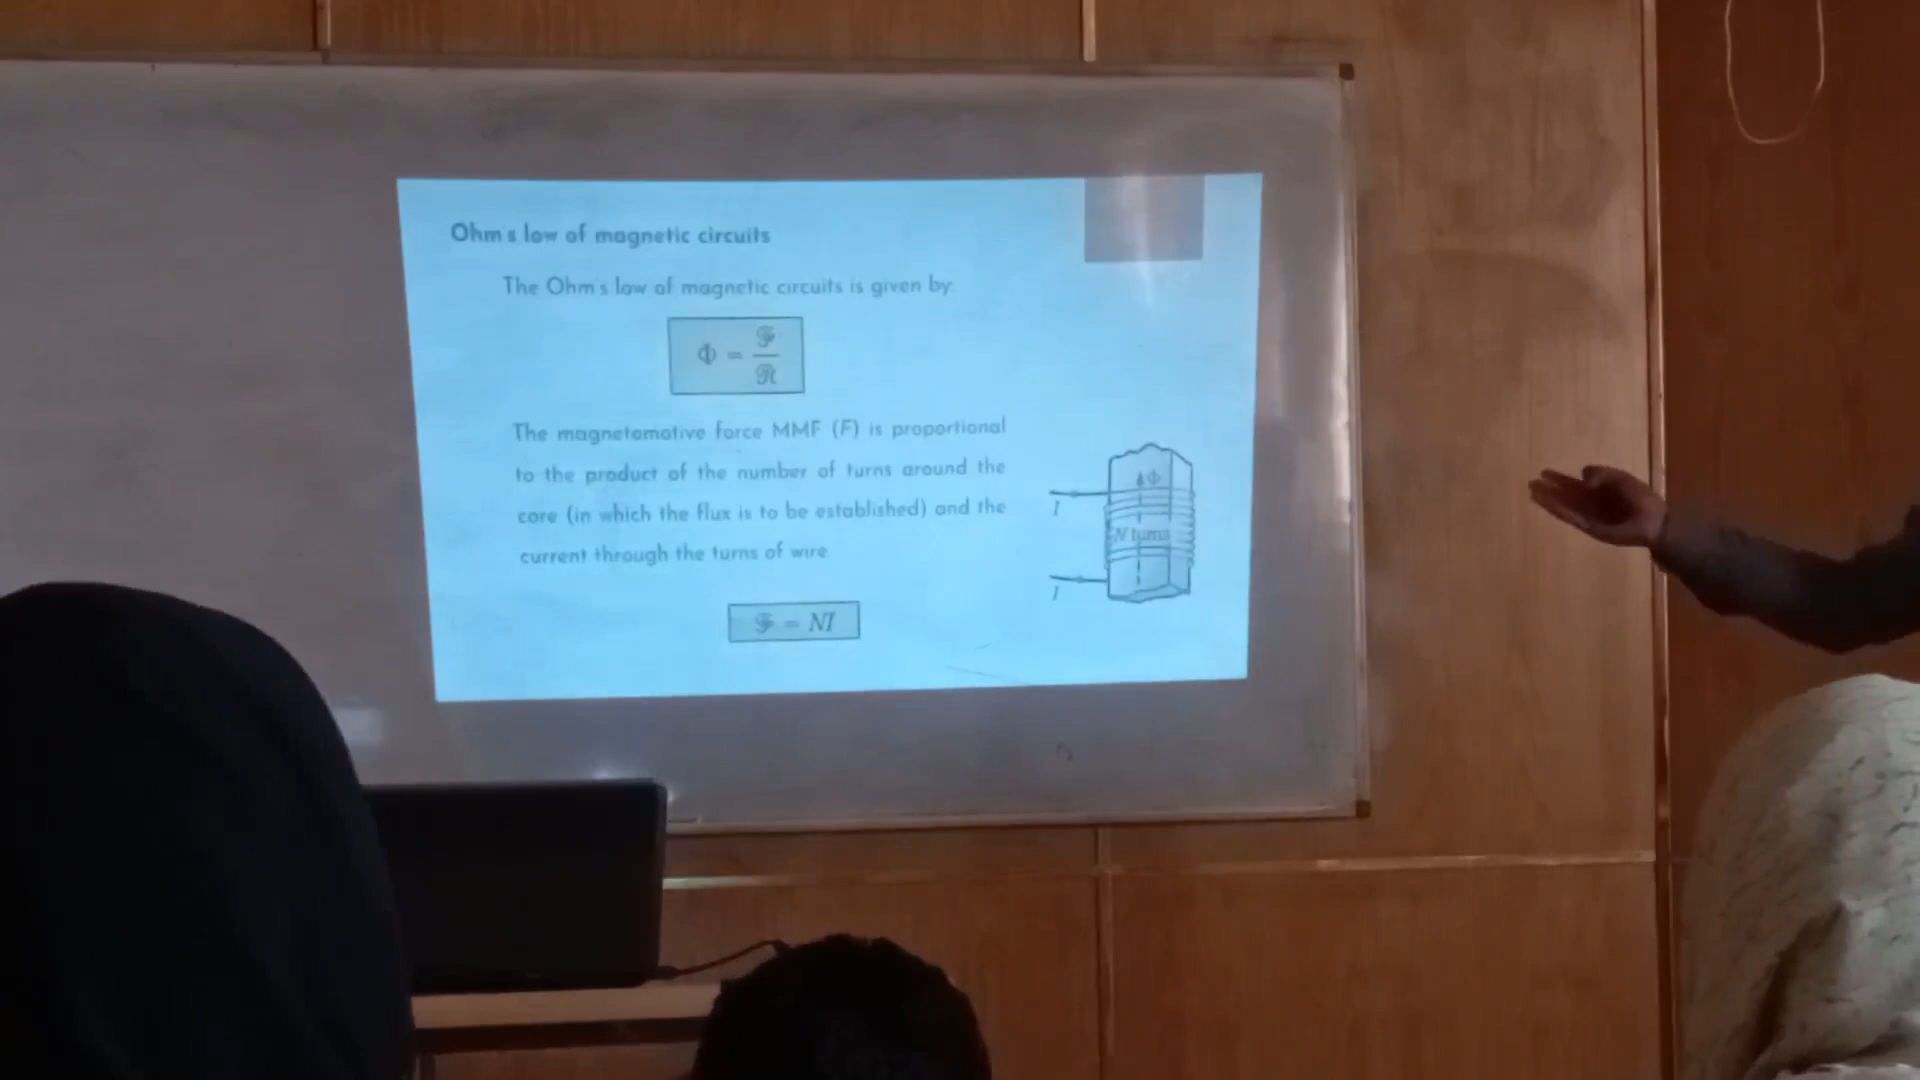 Ohm's low of magnetic circuits
The Ohm's low of magnetic circuits is given by:
Φ = ℱ / ℛ
The magnetomotive force MMF (F) is proportional
to the product of the number of turns around the
core (in which the flux is to be established) and the
current through the turns of wire.
ℱ = NI
Φ
I
N turns
I